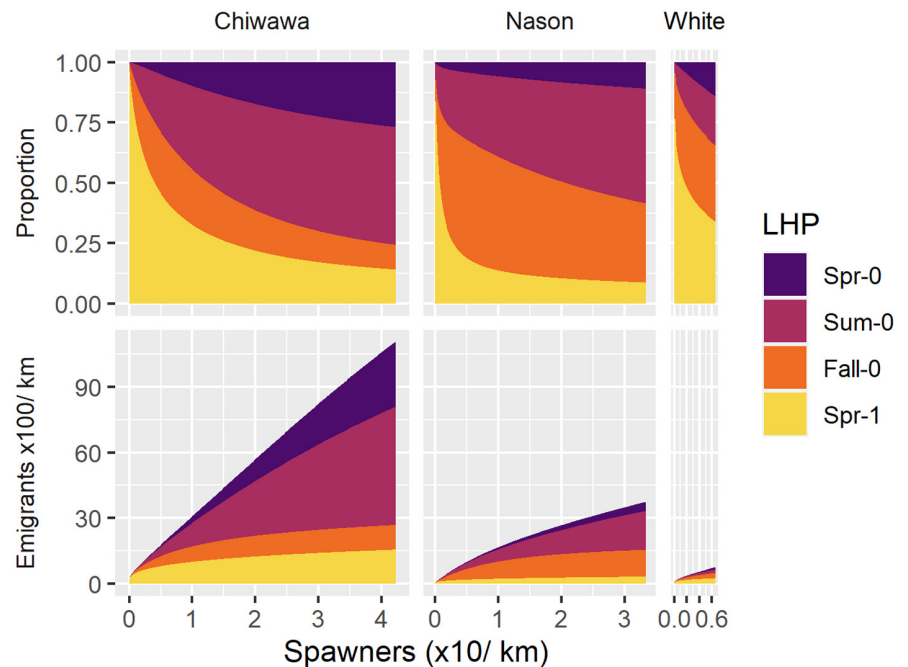 Chiwawa Nason White
Proportion
1.00
0.75
0.50
0.25
0.00
Emigrants x100/ km
90
60
30
0
0 1 2 3 4
0 1 2 3
0.0 0.6
Spawners (x10/ km)
LHP
Spr-0
Sum-0
Fall-0
Spr-1